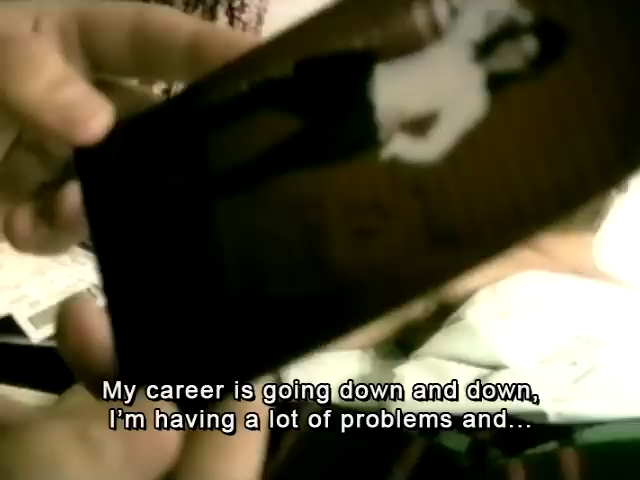 My career is going down and down,
I'm having a lot of problems and...